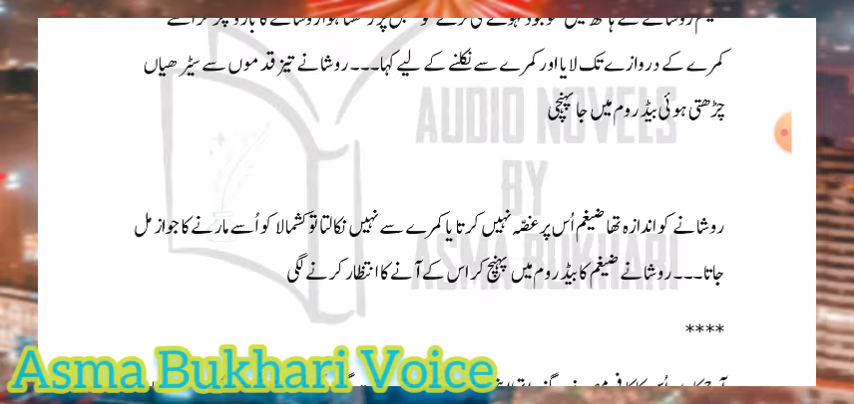 کمرے کے دروازے تک لایا اور کمرے سے نکلنے کے لیے کہا۔۔۔ روشانے تیز قدموں سے سیڑھیاں
چڑھتی ہوئی بیڈ روم میں جا پہنچی
AUDIO NOVELS
BY
ASMA BUKHARI
روشانے کو اندازہ تھا ضیغم اُس پر غصّہ نہیں کرتا یا کمرے سے نہیں نکالتا تو کشمالا کو اُسے مارنے کا جواز مل
جاتا۔۔۔ روشانے ضیغم کا بیڈ روم میں پہنچ کر اس کے آنے کا انتظار کرنے لگی
****
Asma Bukhari Voice